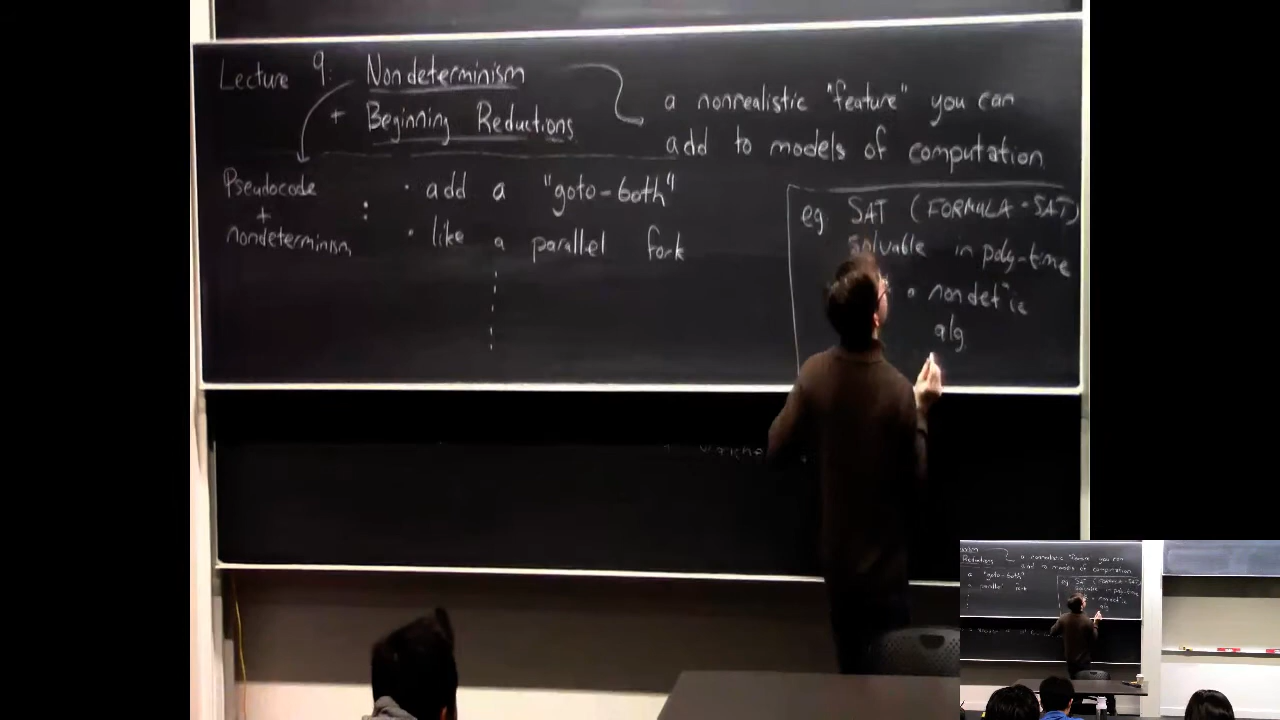 Lecture 9: Nondeterminism
+ Beginning Reductions
a nonrealistic "feature" you can
add to models of computation
Pseudocode
+
nondeterminism
:
· add a "goto-both"
· like a parallel fork
eg SAT (FORMULA-SAT)
Solvable in poly-time
a nondet'ic
alg